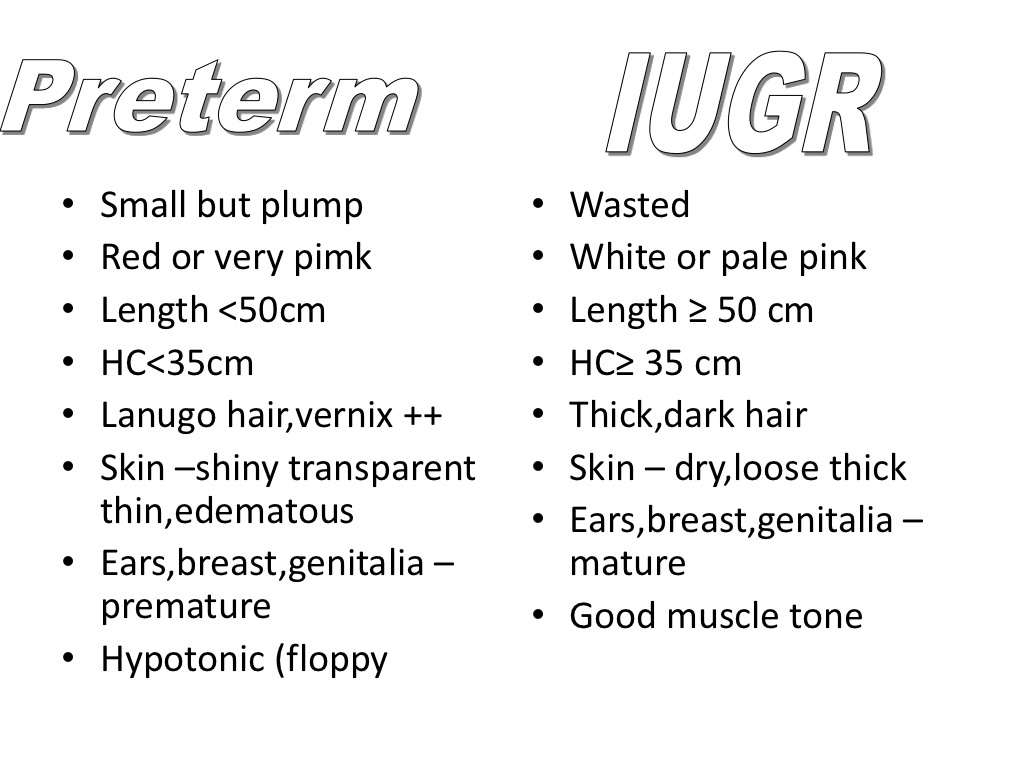 Preterm
• Small but plump
• Red or very pimk
• Length <50cm
• HC<35cm
• Lanugo hair,vernix ++
• Skin –shiny transparent
thin,edematous
• Ears,breast,genitalia –
premature
• Hypotonic (floppy
IUGR
• Wasted
• White or pale pink
• Length ≥ 50 cm
• HC≥ 35 cm
• Thick,dark hair
• Skin – dry,loose thick
• Ears,breast,genitalia –
mature
• Good muscle tone